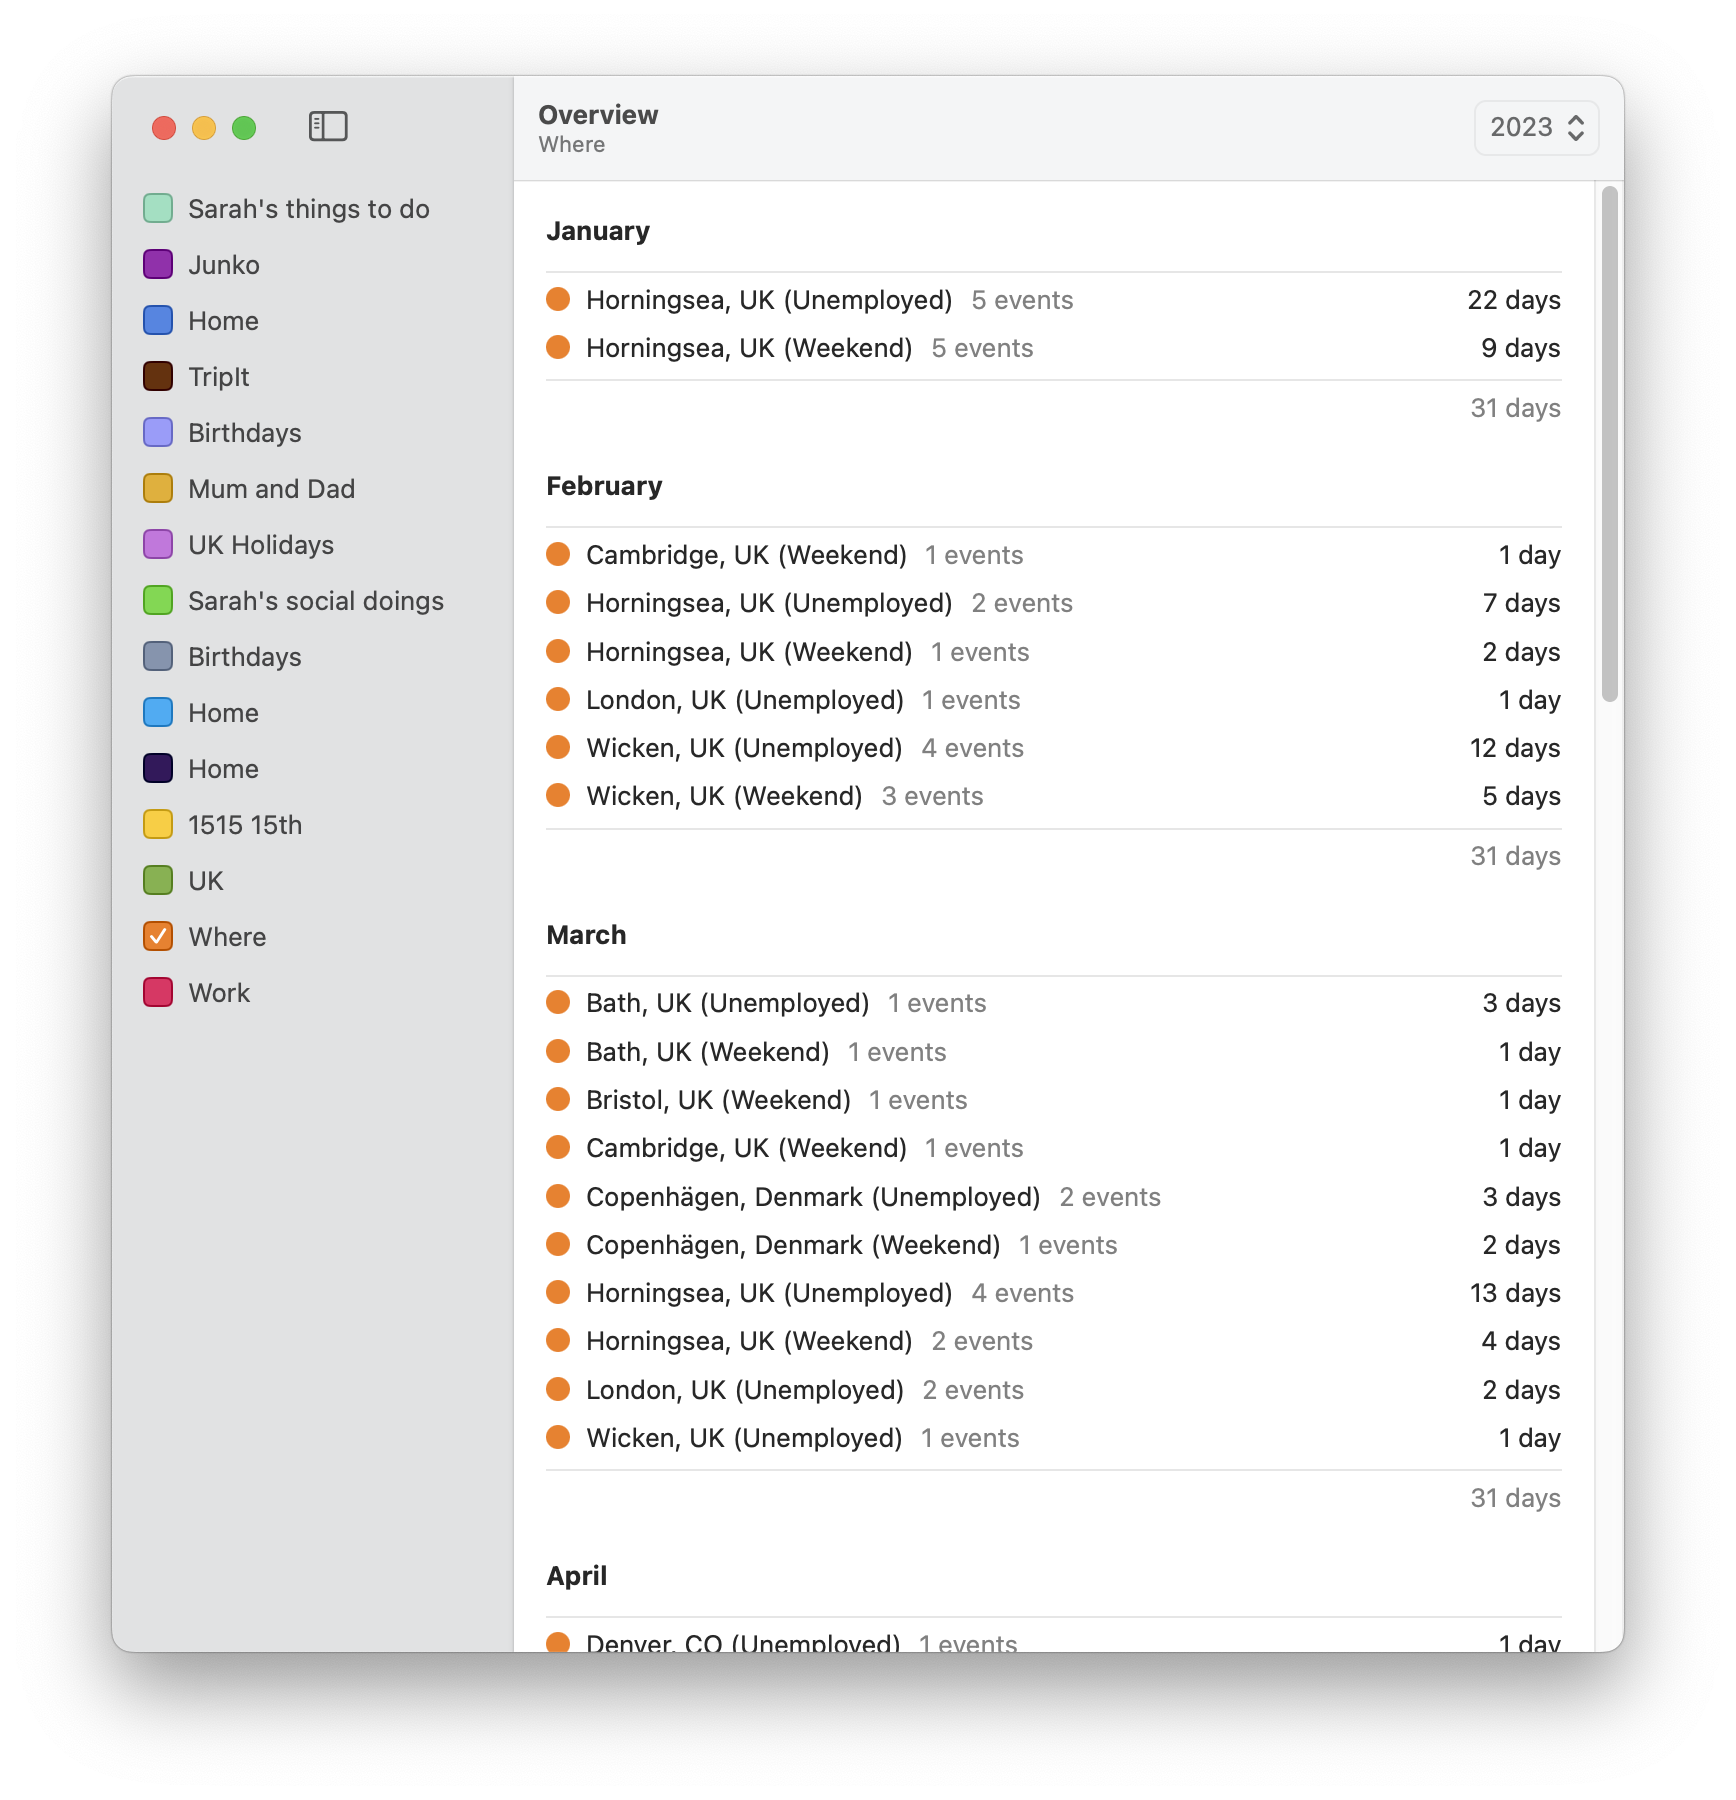 Overview
Where
2023
Sarah's things to do
Junko
Home
TripIt
Birthdays
Mum and Dad
UK Holidays
Sarah's social doings
Birthdays
Home
Home
1515 15th
UK
Where
Work
January
Horningsea, UK (Unemployed) 5 events 22 days
Horningsea, UK (Weekend) 5 events 9 days
31 days
February
Cambridge, UK (Weekend) 1 events 1 day
Horningsea, UK (Unemployed) 2 events 7 days
Horningsea, UK (Weekend) 1 events 2 days
London, UK (Unemployed) 1 events 1 day
Wicken, UK (Unemployed) 4 events 12 days
Wicken, UK (Weekend) 3 events 5 days
31 days
March
Bath, UK (Unemployed) 1 events 3 days
Bath, UK (Weekend) 1 events 1 day
Bristol, UK (Weekend) 1 events 1 day
Cambridge, UK (Weekend) 1 events 1 day
Copenhägen, Denmark (Unemployed) 2 events 3 days
Copenhägen, Denmark (Weekend) 1 events 2 days
Horningsea, UK (Unemployed) 4 events 13 days
Horningsea, UK (Weekend) 2 events 4 days
London, UK (Unemployed) 2 events 2 days
Wicken, UK (Unemployed) 1 events 1 day
31 days
April
Denver, CO (Unemployed) 1 events 1 day